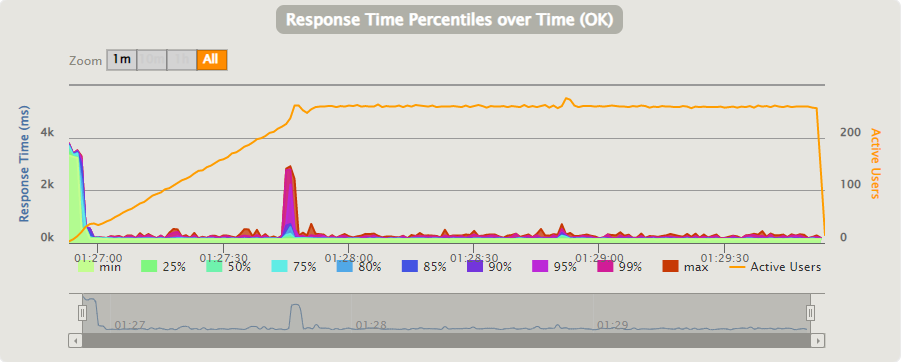 Response Time Percentiles over Time (OK)
Zoom 1m 10m 1h All
Response Time (ms)
4k
2k
0k
200
100
0
Active Users
01:27:00 01:27:30 01:28:00 01:28:30 01:29:00 01:29:30
min 25% 50% 75% 80% 85% 90% 95% 99% max Active Users
01:27 01:28 01:29